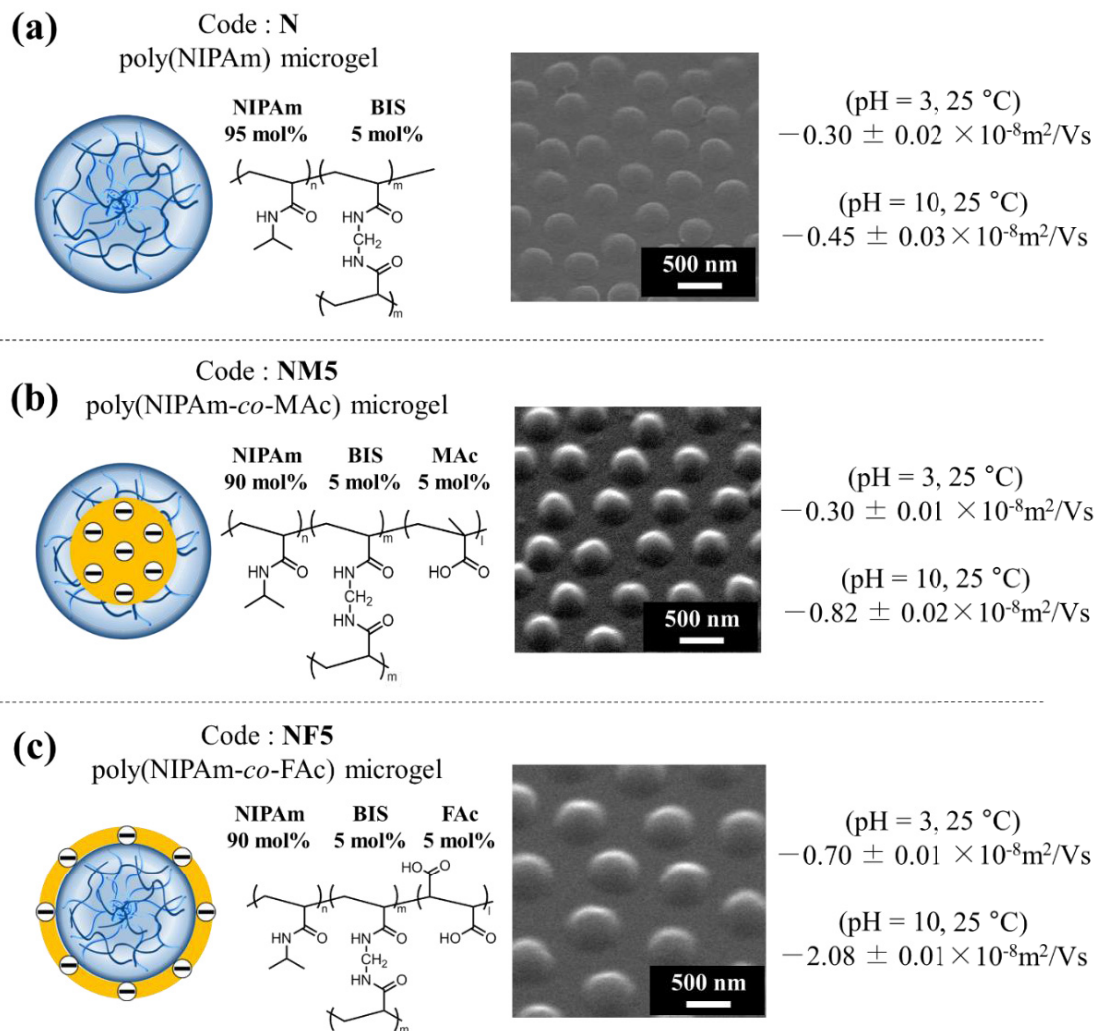 (a)
Code : N
poly(NIPAm) microgel
NIPAm BIS
95 mol% 5 mol%
n m
HN O HN O
CH₂
HN O
m
500 nm
(pH = 3, 25 °C)
−0.30 ± 0.02 ×10⁻⁸m²/Vs
(pH = 10, 25 °C)
−0.45 ± 0.03×10⁻⁸m²/Vs
(b)
Code : NM5
poly(NIPAm-co-MAc) microgel
NIPAm BIS MAc
90 mol% 5 mol% 5 mol%
n m l
HN O HN O HO O
CH₂
HN O
m
500 nm
(pH = 3, 25 °C)
−0.30 ± 0.01 ×10⁻⁸m²/Vs
(pH = 10, 25 °C)
−0.82 ± 0.02×10⁻⁸m²/Vs
(c)
Code : NF5
poly(NIPAm-co-FAc) microgel
NIPAm BIS FAc
90 mol% 5 mol% 5 mol%
HO O
n m l
HN O HN O HO O
CH₂
HN O
m
500 nm
(pH = 3, 25 °C)
−0.70 ± 0.01 ×10⁻⁸m²/Vs
(pH = 10, 25 °C)
−2.08 ± 0.01×10⁻⁸m²/Vs